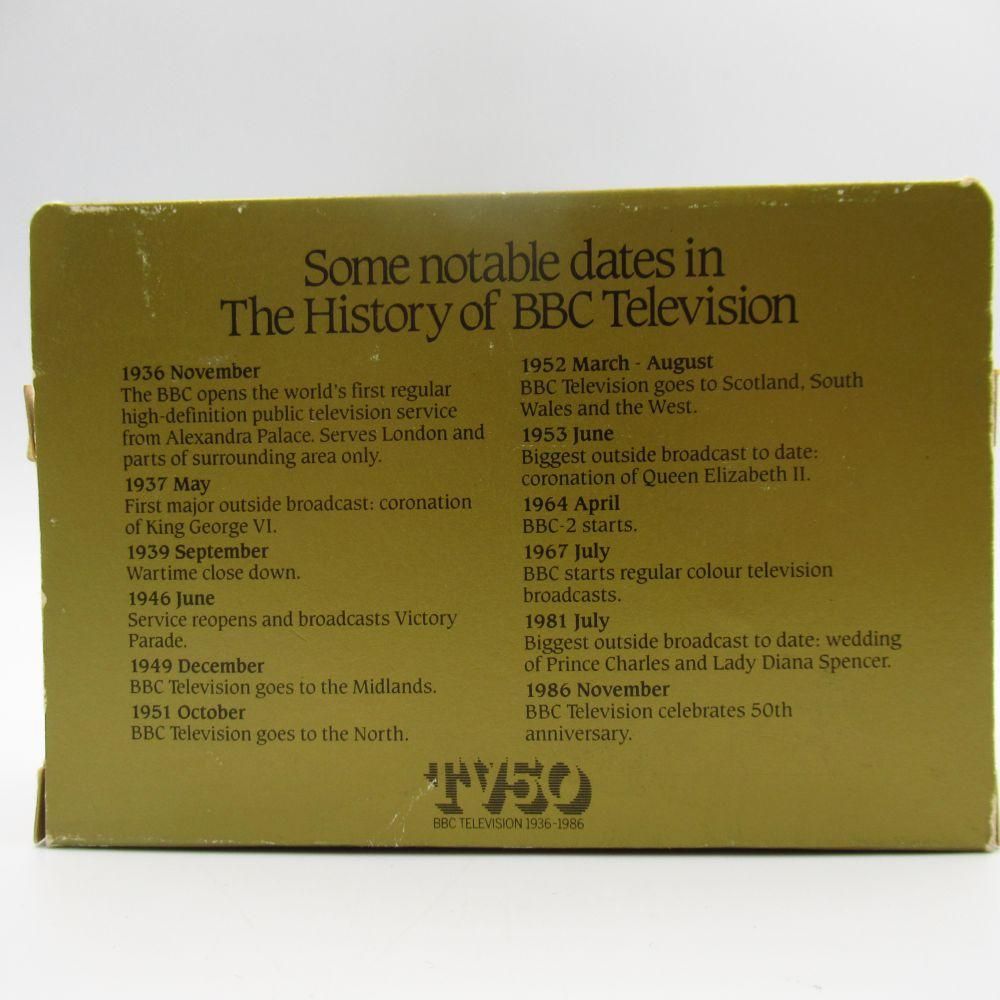 Some notable dates in
The History of BBC Television
1936 November
The BBC opens the world's first regular
high-definition public television service
from Alexandra Palace. Serves London and
parts of surrounding area only.
1937 May
First major outside broadcast: coronation
of King George VI.
1939 September
Wartime close down.
1946 June
Service reopens and broadcasts Victory
Parade.
1949 December
BBC Television goes to the Midlands.
1951 October
BBC Television goes to the North.
1952 March - August
BBC Television goes to Scotland, South
Wales and the West.
1953 June
Biggest outside broadcast to date:
coronation of Queen Elizabeth II.
1964 April
BBC-2 starts.
1967 July
BBC starts regular colour television
broadcasts.
1981 July
Biggest outside broadcast to date: wedding
of Prince Charles and Lady Diana Spencer.
1986 November
BBC Television celebrates 50th
anniversary.
TV50
BBC TELEVISION 1936-1986